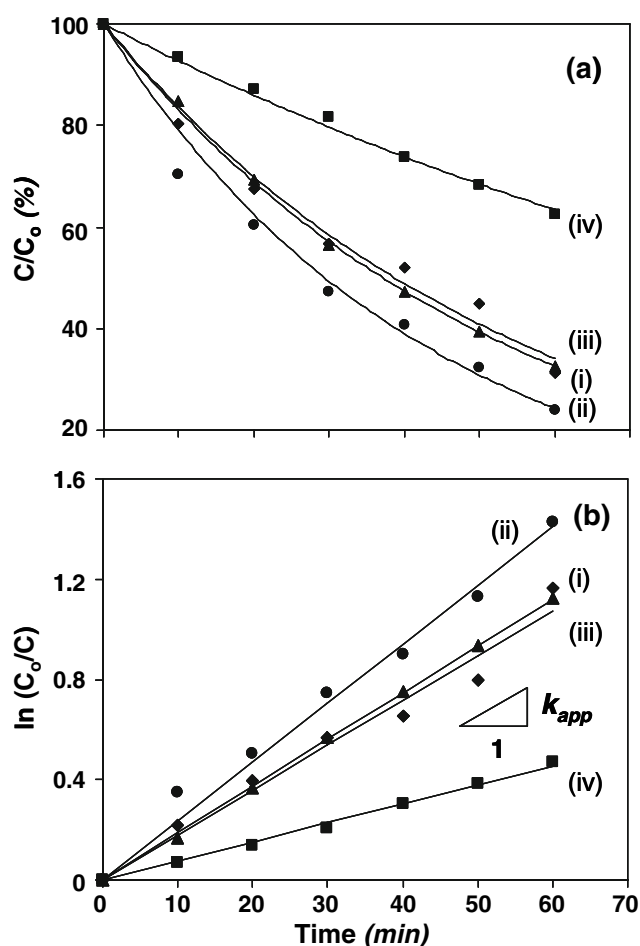 100
80
60
40
20
C/Co (%)
(a)
(iv)
(iii)
(i)
(ii)
1.6
1.2
0.8
0.4
0
ln (Co/C)
(b)
(ii)
(i)
(iii)
kapp
1
(iv)
0 10 20 30 40 50 60 70
Time (min)